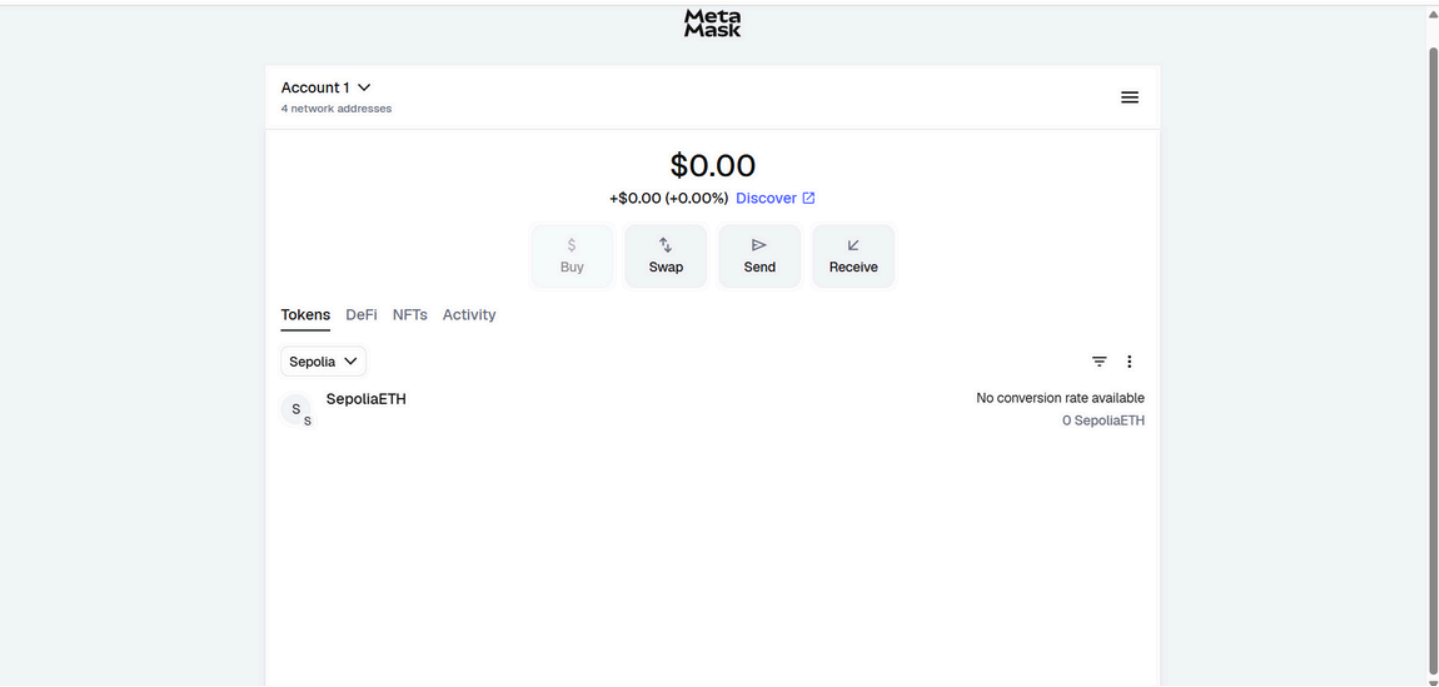 Meta
Mask
Account 1
4 network addresses
$0.00
+$0.00 (+0.00%) Discover
$
Buy
Swap
Send
Receive
Tokens DeFi NFTs Activity
Sepolia
S
S
SepoliaETH
No conversion rate available
0 SepoliaETH